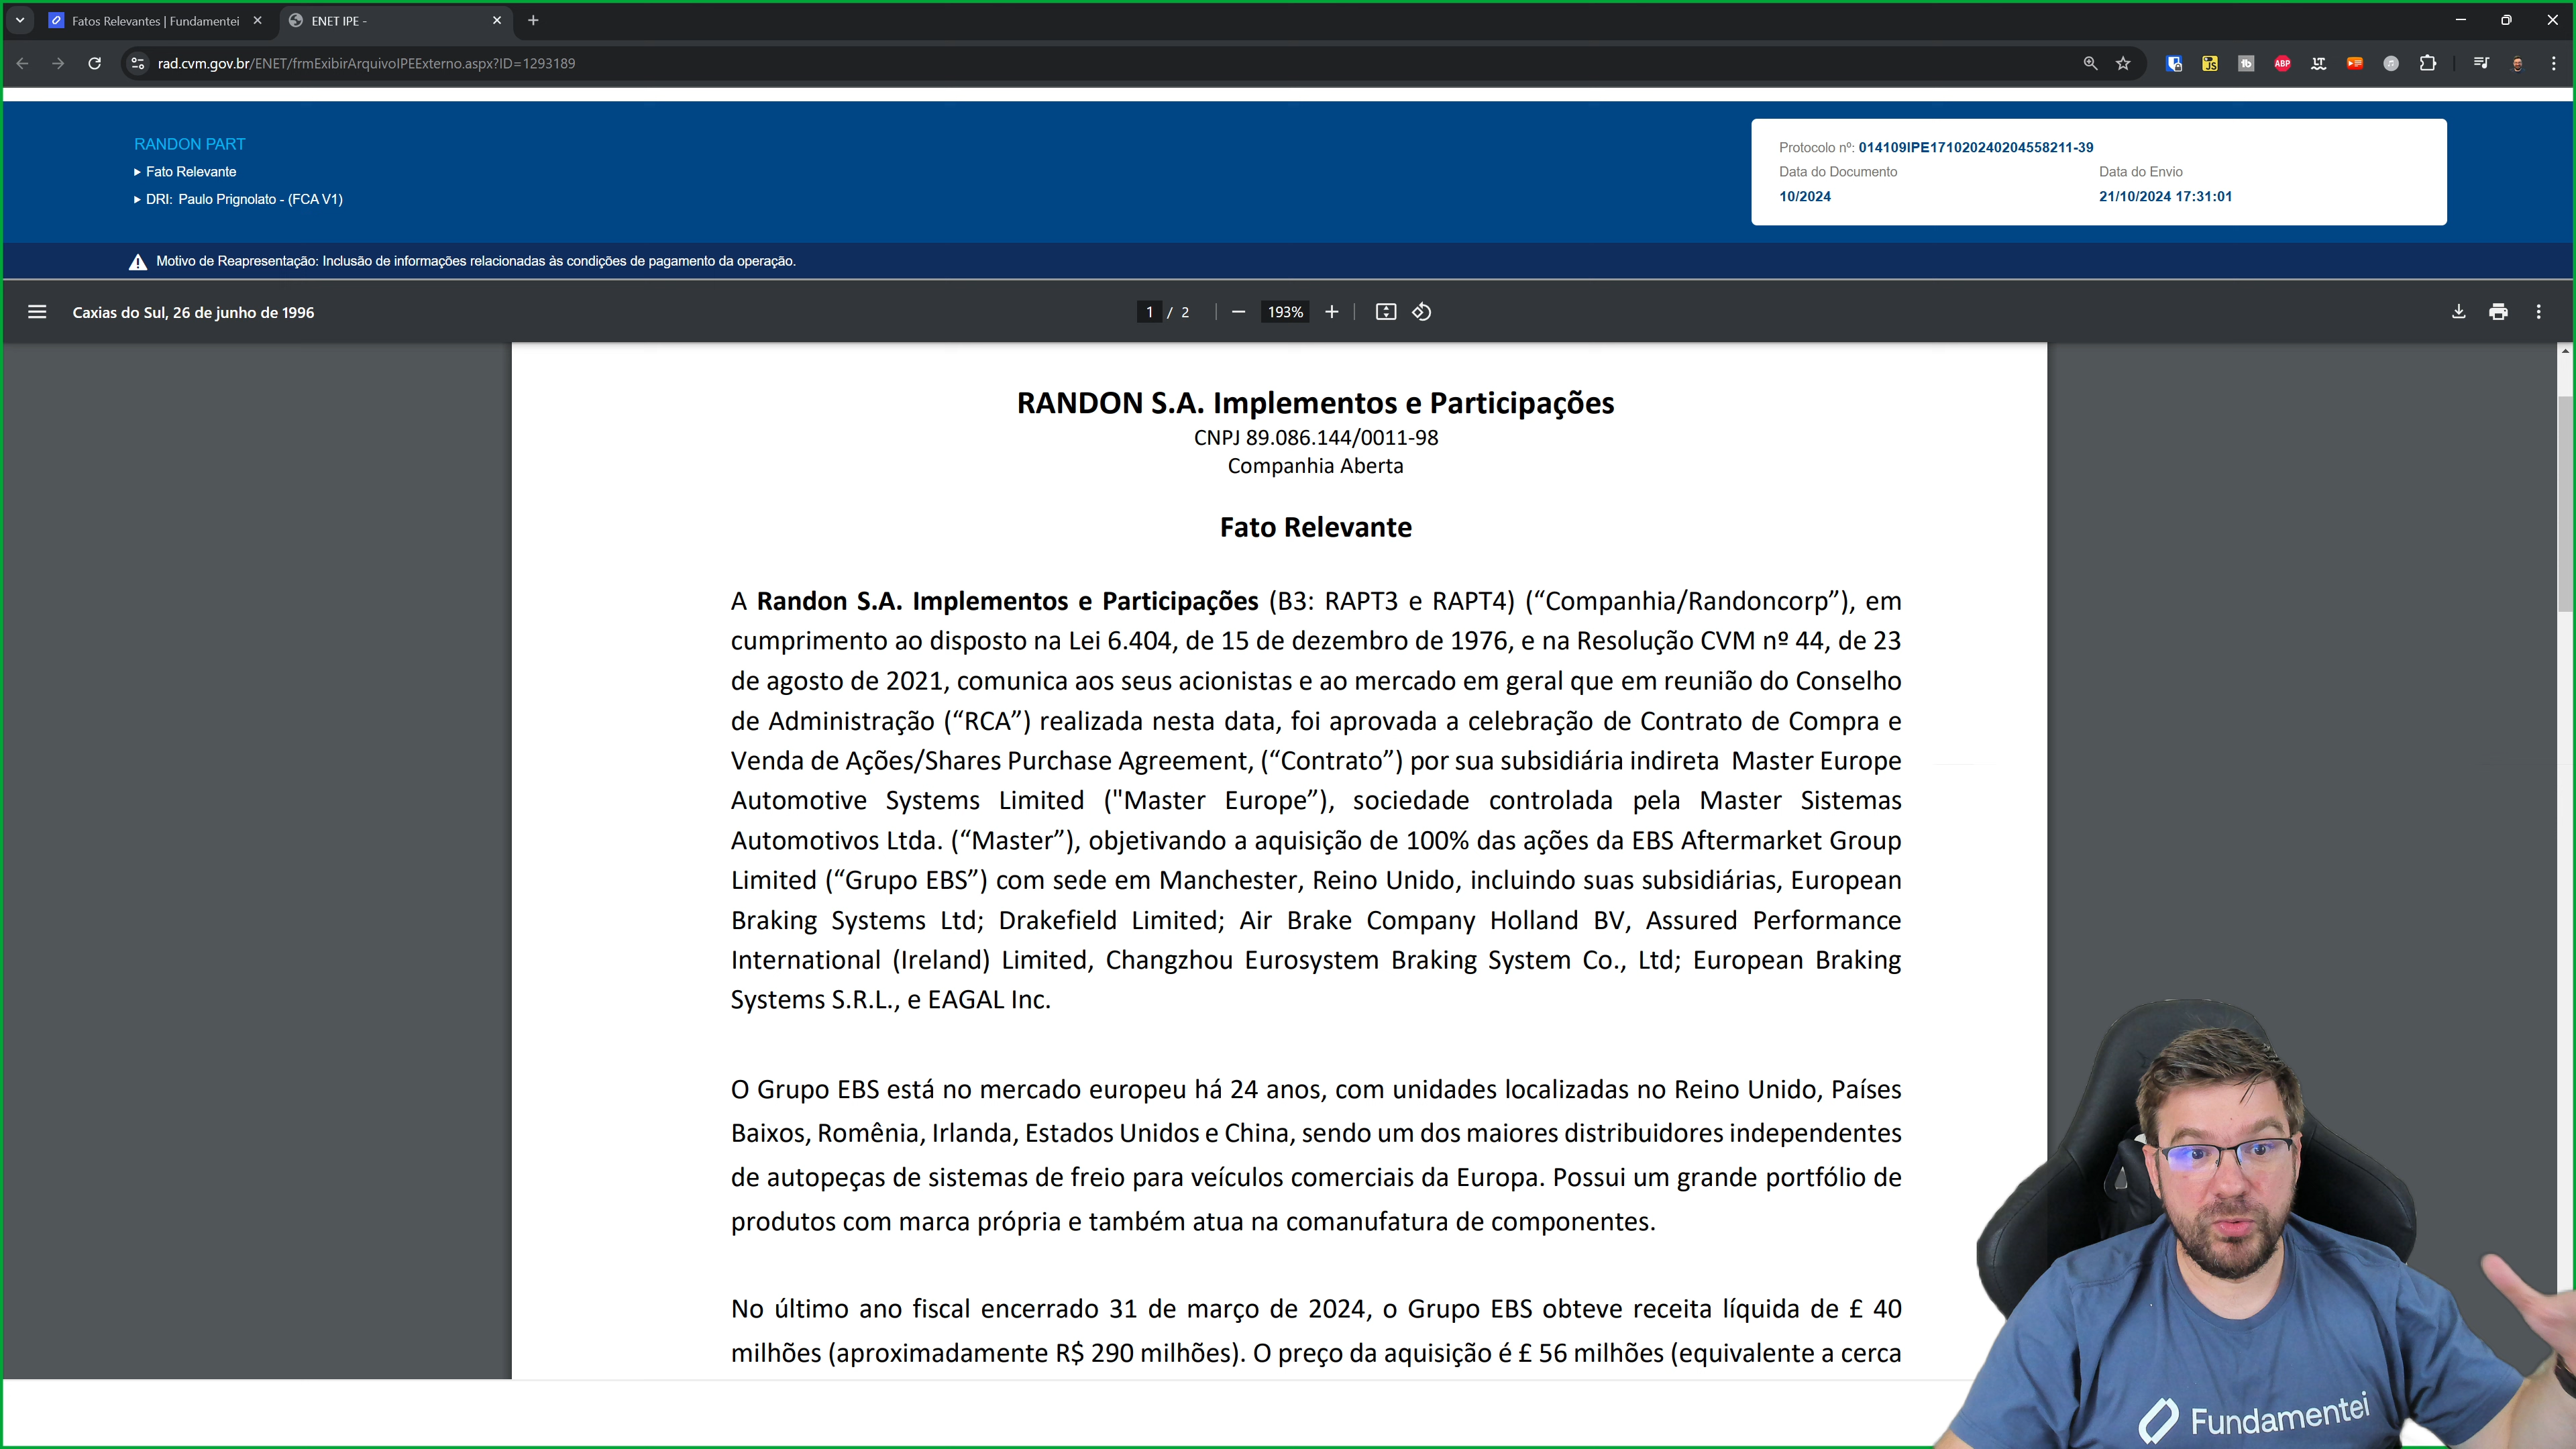 Fatos Relevantes | Fundamentei
ENET IPE -
rad.cvm.gov.br/ENET/frmExibirArquivoIPEExterno.aspx?ID=1293189
JS
ABP
RANDON PART
Fato Relevante
DRI: Paulo Prignolato - (FCA V1)
Protocolo nº: 014109IPE171020240204558211-39
Data do Documento
Data do Envio
10/2024
21/10/2024 17:31:01
Motivo de Reapresentação: Inclusão de informações relacionadas às condições de pagamento da operação.
Caxias do Sul, 26 de junho de 1996
1 / 2
193%
RANDON S.A. Implementos e Participações
CNPJ 89.086.144/0011-98
Companhia Aberta
Fato Relevante
A Randon S.A. Implementos e Participações (B3: RAPT3 e RAPT4) (“Companhia/Randoncorp”), em
cumprimento ao disposto na Lei 6.404, de 15 de dezembro de 1976, e na Resolução CVM nº 44, de 23
de agosto de 2021, comunica aos seus acionistas e ao mercado em geral que em reunião do Conselho
de Administração (“RCA”) realizada nesta data, foi aprovada a celebração de Contrato de Compra e
Venda de Ações/Shares Purchase Agreement, (“Contrato”) por sua subsidiária indireta Master Europe
Automotive Systems Limited ("Master Europe”), sociedade controlada pela Master Sistemas
Automotivos Ltda. (“Master”), objetivando a aquisição de 100% das ações da EBS Aftermarket Group
Limited (“Grupo EBS”) com sede em Manchester, Reino Unido, incluindo suas subsidiárias, European
Braking Systems Ltd; Drakefield Limited; Air Brake Company Holland BV, Assured Performance
International (Ireland) Limited, Changzhou Eurosystem Braking System Co., Ltd; European Braking
Systems S.R.L., e EAGAL Inc.
O Grupo EBS está no mercado europeu há 24 anos, com unidades localizadas no Reino Unido, Países
Baixos, Romênia, Irlanda, Estados Unidos e China, sendo um dos maiores distribuidores independentes
de autopeças de sistemas de freio para veículos comerciais da Europa. Possui um grande portfólio de
produtos com marca própria e também atua na comanufatura de componentes.
No último ano fiscal encerrado 31 de março de 2024, o Grupo EBS obteve receita líquida de £ 40
milhões (aproximadamente R$ 290 milhões). O preço da aquisição é £ 56 milhões (equivalente a cerca
Fundamentei